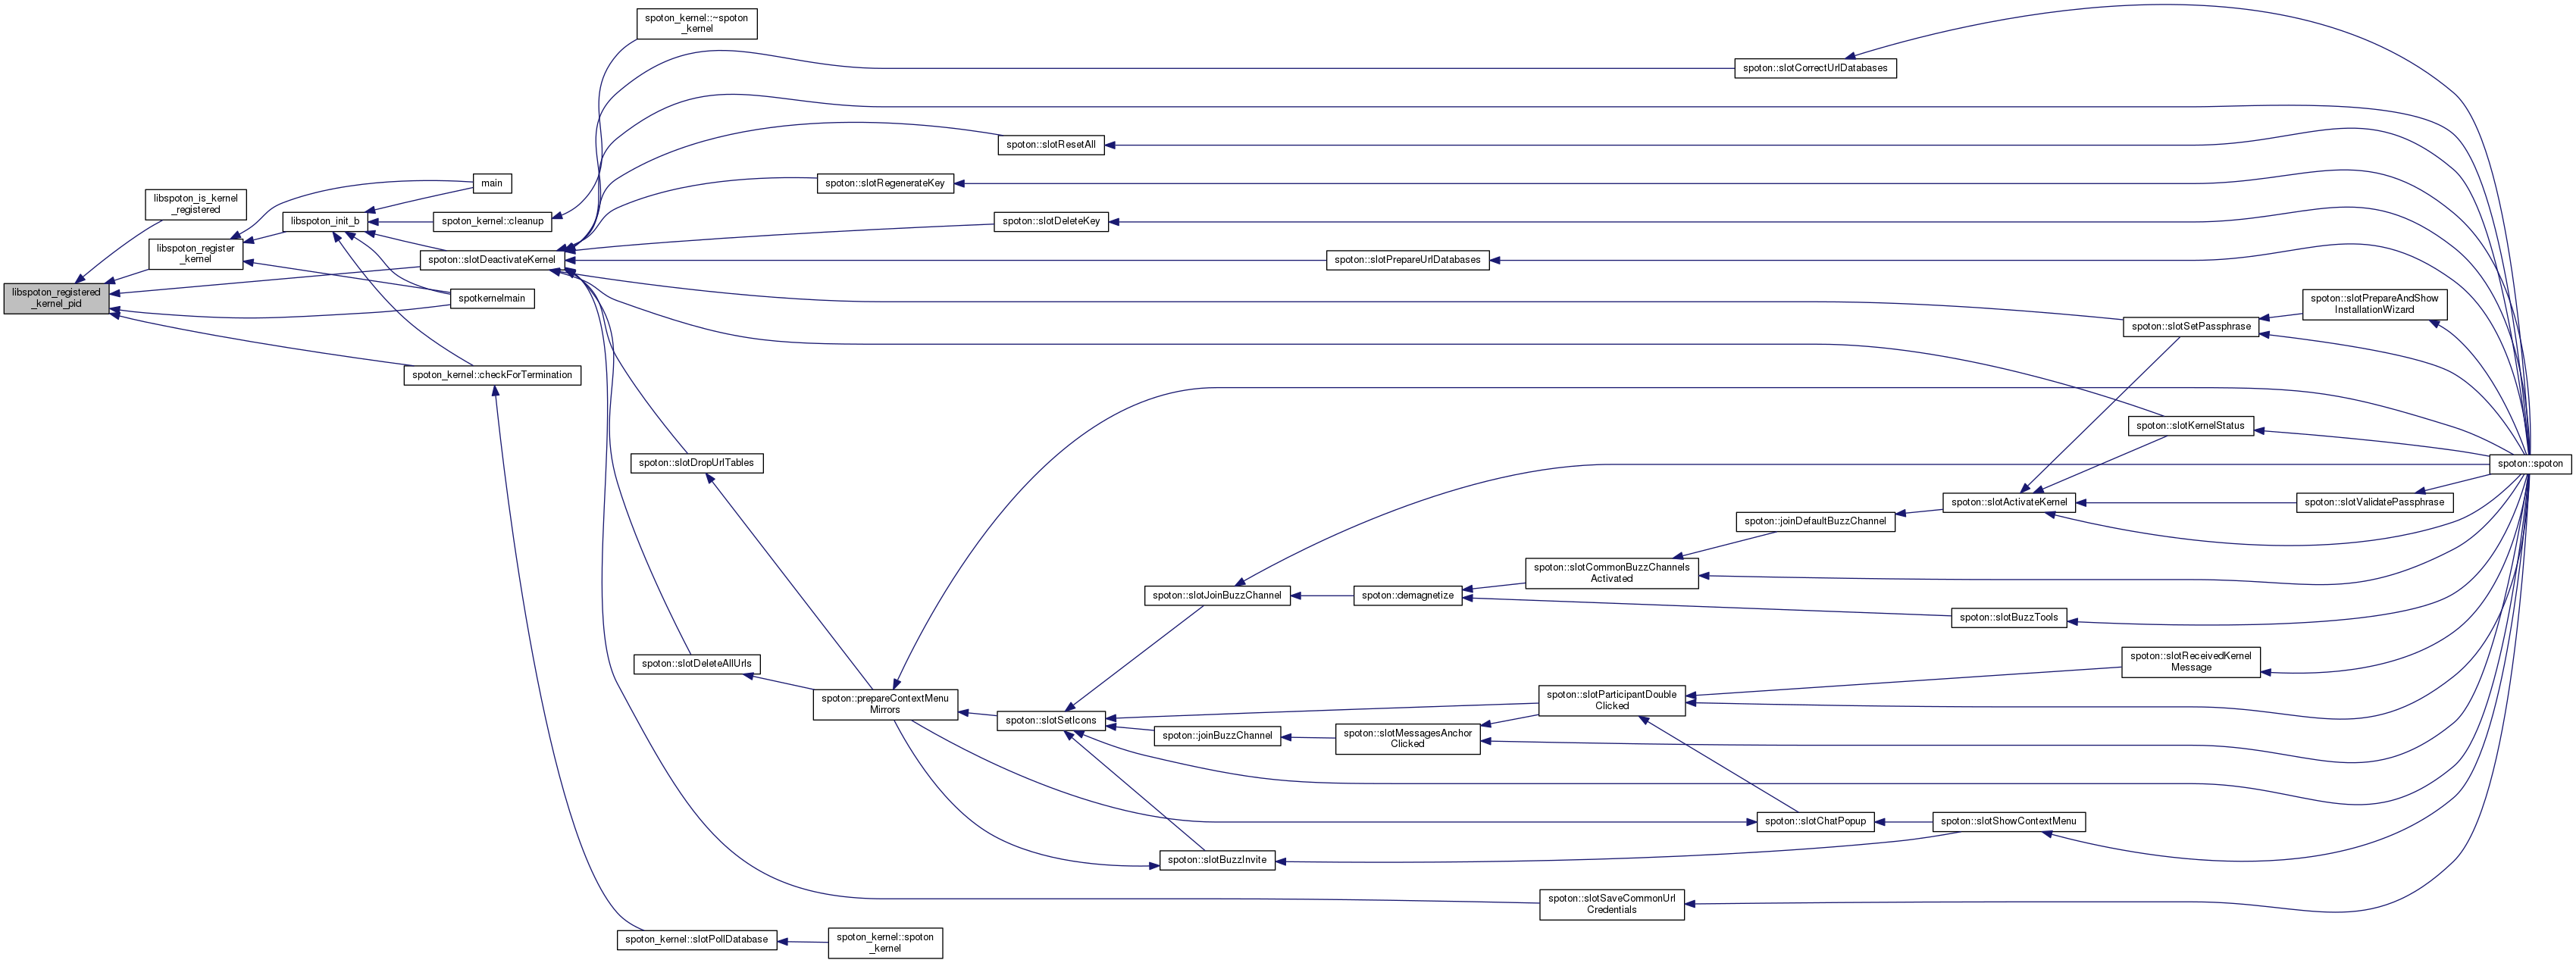 spoton_kernel::~spoton
_kernel
spoton::slotCorrectUrlDatabases
spoton::slotResetAll
main
spoton::slotRegenerateKey
libspoton_is_kernel
_registered
libspoton_init_b
spoton_kernel::cleanup
spoton::slotDeleteKey
libspoton_register
_kernel
spoton::slotDeactivateKernel
spoton::slotPrepareUrlDatabases
libspoton_registered
_kernel_pid
spotkernelmain
spoton::slotPrepareAndShow
InstallationWizard
spoton::slotSetPassphrase
spoton_kernel::checkForTermination
spoton::slotKernelStatus
spoton::slotDropUrlTables
spoton::spoton
spoton::slotActivateKernel
spoton::slotValidatePassphrase
spoton::joinDefaultBuzzChannel
spoton::slotCommonBuzzChannels
Activated
spoton::slotJoinBuzzChannel
spoton::demagnetize
spoton::slotBuzzTools
spoton::slotDeleteAllUrls
spoton::slotReceivedKernel
Message
spoton::prepareContextMenu
Mirrors
spoton::slotParticipantDouble
Clicked
spoton::slotSetIcons
spoton::joinBuzzChannel
spoton::slotMessagesAnchor
Clicked
spoton::slotChatPopup
spoton::slotShowContextMenu
spoton::slotBuzzInvite
spoton::slotSaveCommonUrl
Credentials
spoton_kernel::slotPollDatabase
spoton_kernel::spoton
_kernel